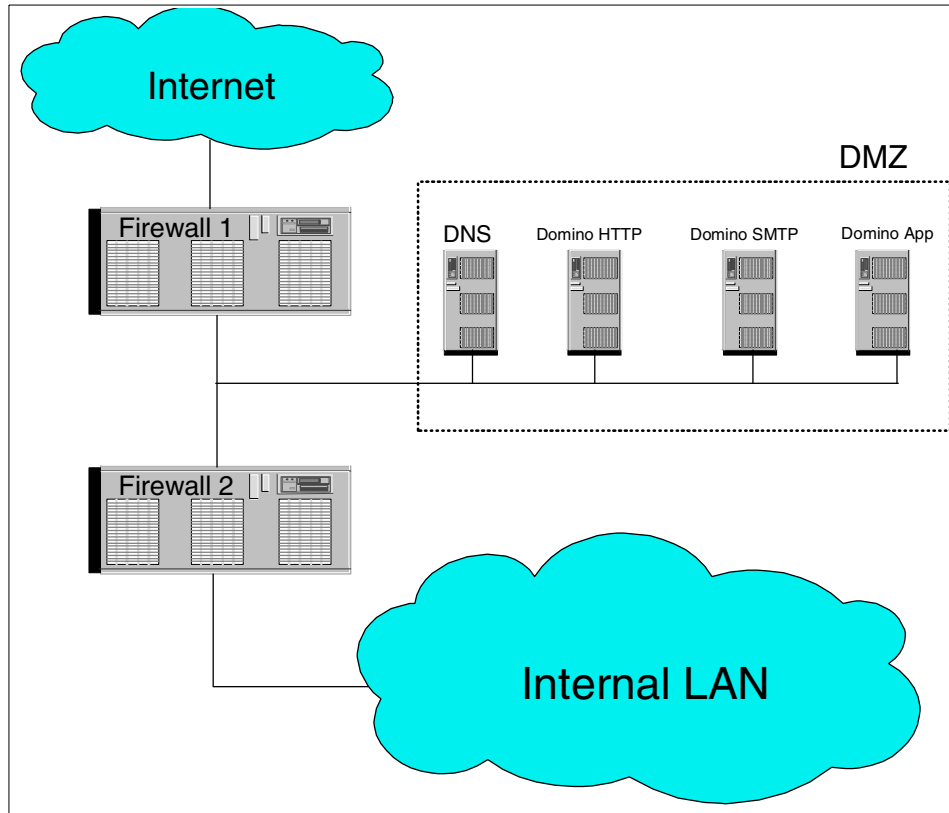 Internet
DMZ
Firewall 1
DNS
Domino HTTP
Domino SMTP
Domino App
Firewall 2
Internal LAN